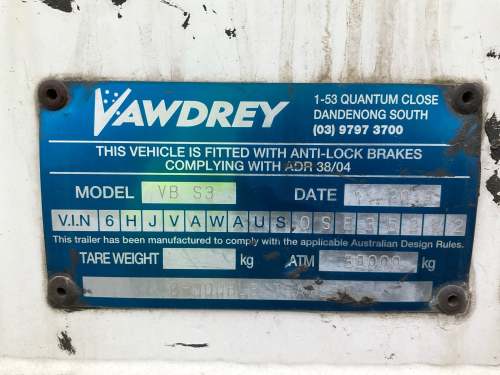 VAWDREY
1-53 QUANTUM CLOSE
DANDENONG SOUTH
(03) 9797 3700
THIS VEHICLE IS FITTED WITH ANTI-LOCK BRAKES
COMPLYING WITH ADR 38/04
MODEL VB S3 DATE
V.I.N 6HJVAWAUS
This trailer has been manufactured to comply with the applicable Australian Design Rules.
TARE WEIGHT kg ATM kg